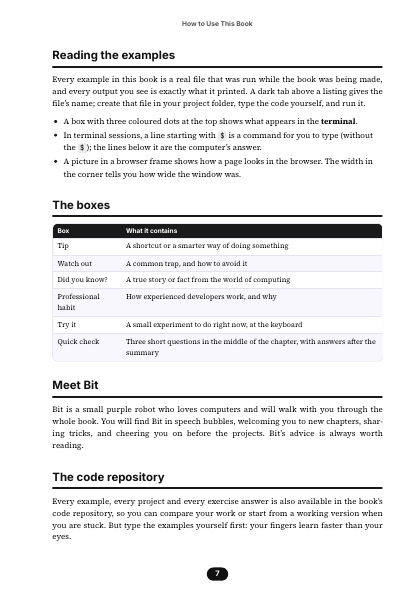 How to Use This Book
Reading the examples
Every example in this book is a real file that was run while the book was being made,
and every output you see is exactly what it printed. A dark tab above a listing gives the
file's name; create that file in your project folder, type the code yourself, and run it.
• A box with three coloured dots at the top shows what appears in the terminal.
• In terminal sessions, a line starting with $ is a command for you to type (without
the $); the lines below it are the computer's answer.
• A picture in a browser frame shows how a page looks in the browser. The width in
the corner tells you how wide the window was.
The boxes
Box What it contains
Tip A shortcut or a smarter way of doing something
Watch out A common trap, and how to avoid it
Did you know? A true story or fact from the world of computing
Professional How experienced developers work, and why
habit
Try it A small experiment to do right now, at the keyboard
Quick check Three short questions in the middle of the chapter, with answers after the
summary
Meet Bit
Bit is a small purple robot who loves computers and will walk with you through the
whole book. You will find Bit in speech bubbles, welcoming you to new chapters, shar-
ing tricks, and cheering you on before the projects. Bit's advice is always worth
reading.
The code repository
Every example, every project and every exercise answer is also available in the book's
code repository, so you can compare your work or start from a working version when
you are stuck. But type the examples yourself first: your fingers learn faster than your
eyes.
7